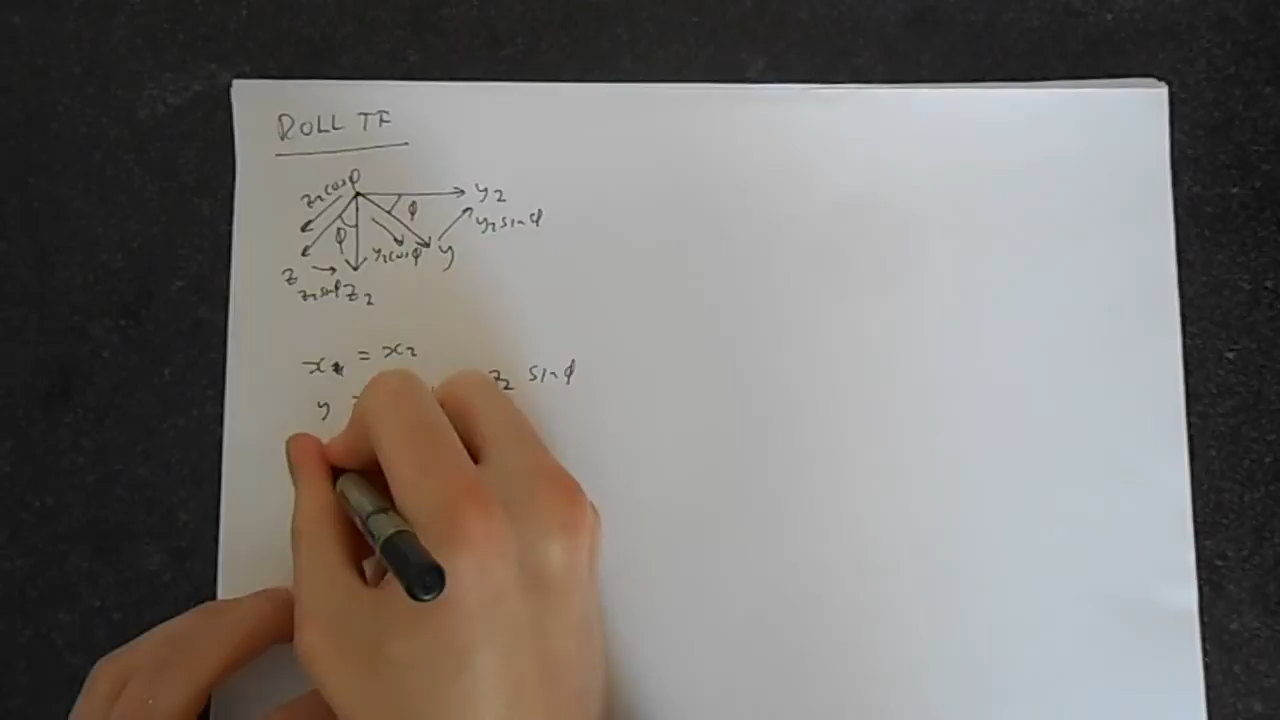 ROLL TF
z₂cosφ
y₂
φ
y₂sinφ
φ
y₂cosφ
y
z
z₂sinφ
z₂
x = x₂
y = z₂ sinφ